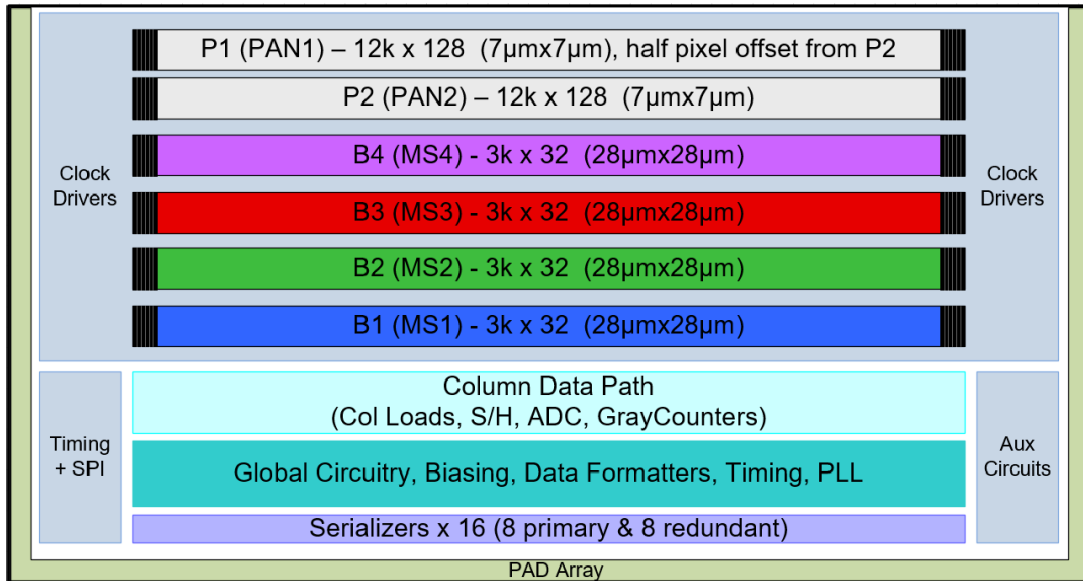 P1 (PAN1) – 12k x 128 (7µmx7µm), half pixel offset from P2
P2 (PAN2) – 12k x 128 (7µmx7µm)
B4 (MS4) - 3k x 32 (28µmx28µm)
Clock
Drivers
Clock
Drivers
B3 (MS3) - 3k x 32 (28µmx28µm)
B2 (MS2) - 3k x 32 (28µmx28µm)
B1 (MS1) - 3k x 32 (28µmx28µm)
Column Data Path
(Col Loads, S/H, ADC, GrayCounters)
Timing
+ SPI
Aux
Circuits
Global Circuitry, Biasing, Data Formatters, Timing, PLL
Serializers x 16 (8 primary & 8 redundant)
PAD Array